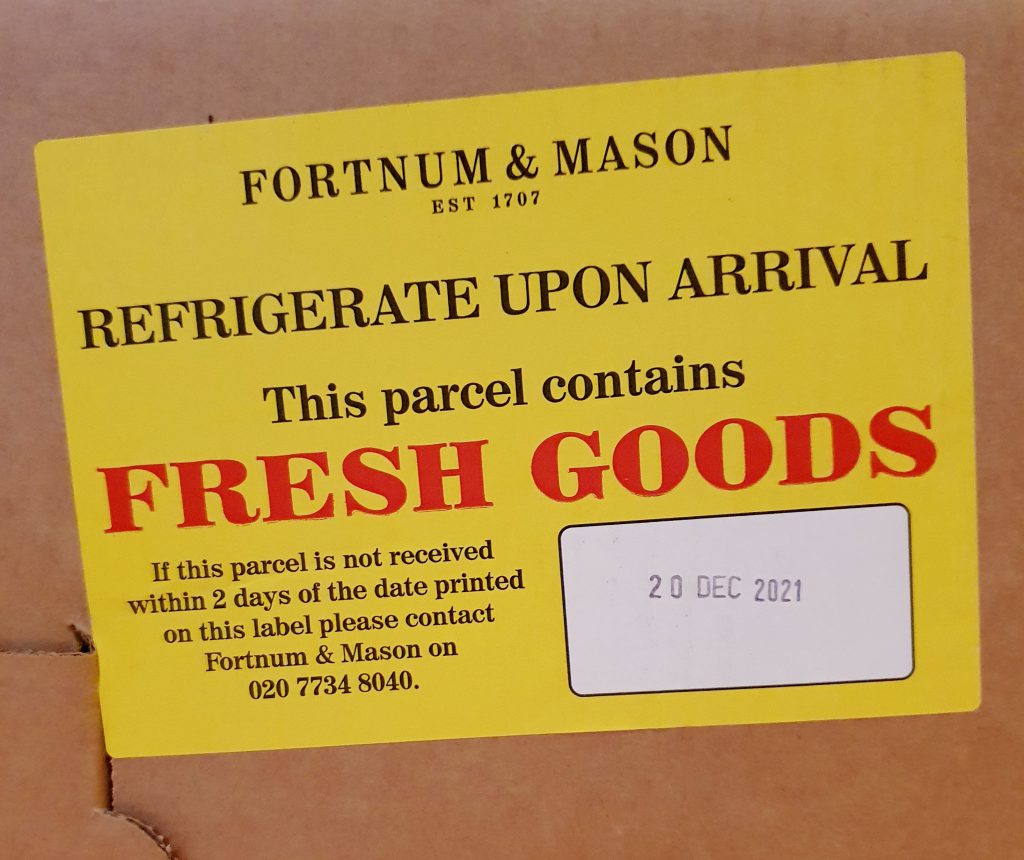 FORTNUM & MASON
EST 1707
REFRIGERATE UPON ARRIVAL
This parcel contains
FRESH GOODS
If this parcel is not received
within 2 days of the date printed
on this label please contact
Fortnum & Mason on
020 7734 8040.
20 DEC 2021